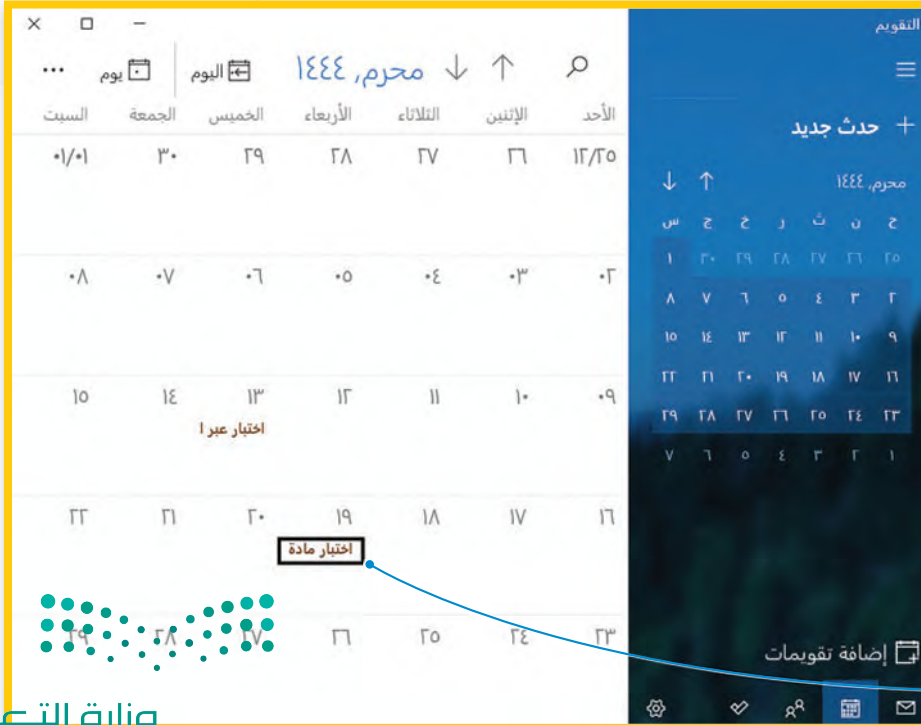 التقويم
+ حدث جديد
محرم, ١٤٤٤
ح ن ث ر خ ج س
٢٥ ٢٦ ٢٧ ٢٨ ٢٩ ٣٠ ١
٢ ٣ ٤ ٥ ٦ ٧ ٨
٩ ١٠ ١١ ١٢ ١٣ ١٤ ١٥
١٦ ١٧ ١٨ ١٩ ٢٠ ٢١ ٢٢
٢٣ ٢٤ ٢٥ ٢٦ ٢٧ ٢٨ ٢٩
١ ٢ ٣ ٤ ٥ ٦ ٧
إضافة تقويمات
محرم, ١٤٤٤ اليوم يوم ...
الأحد الإثنين الثلاثاء الأربعاء الخميس الجمعة السبت
١٢/٢٥ ٢٦ ٢٧ ٢٨ ٢٩ ٣٠ ٠١/٠١
٠٢ ٠٣ ٠٤ ٠٥ ٠٦ ٠٧ ٠٨
٠٩ ١٠ ١١ ١٢ ١٣ ١٤ ١٥
اختبار عبر ا
١٦ ١٧ ١٨ ١٩ ٢٠ ٢١ ٢٢
اختبار مادة
٢٣ ٢٤ ٢٥ ٢٦ ٢٧ ٢٨ ٢٩
وزارة التع